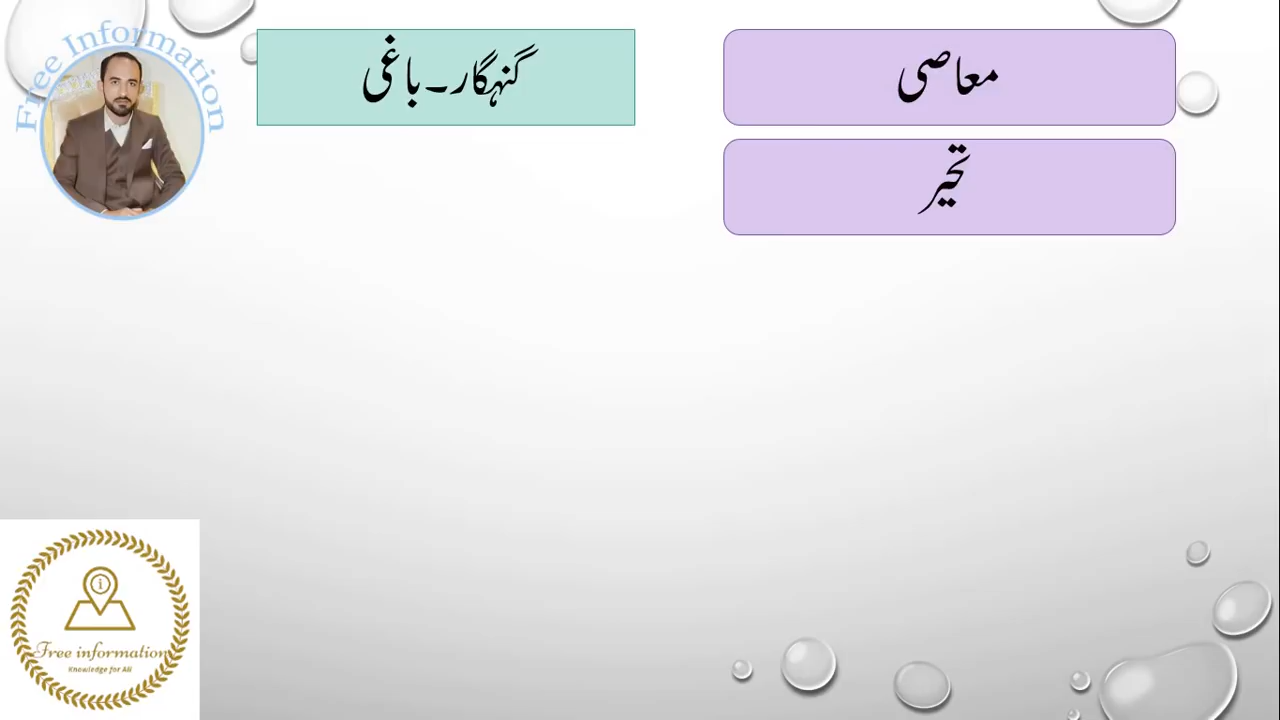 Free Information
معاصی
گنہگار۔باغی
تحیر
Free information
Knowledge for All